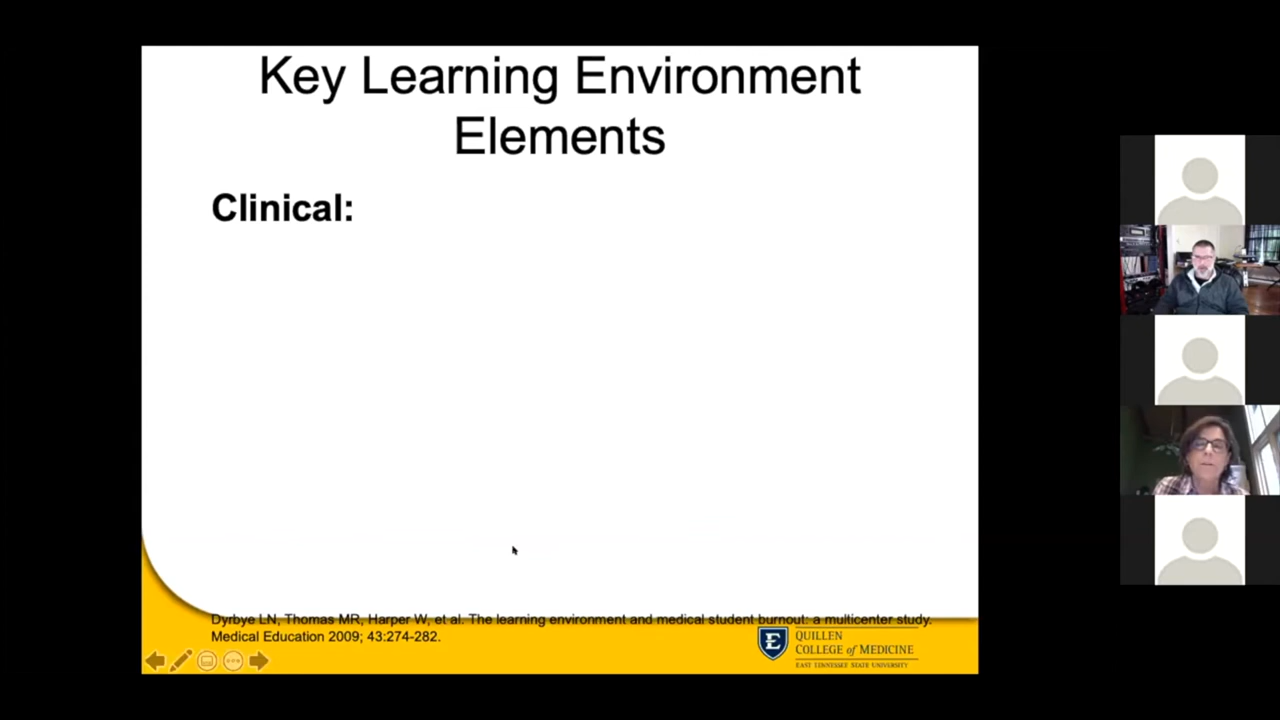 Key Learning Environment
Elements
Clinical:
Dyrbye LN, Thomas MR, Harper W, et al. The learning environment and medical student burnout: a multicenter study.
Medical Education 2009; 43:274-282.
E
QUILLEN
COLLEGE of MEDICINE
EAST TENNESSEE STATE UNIVERSITY